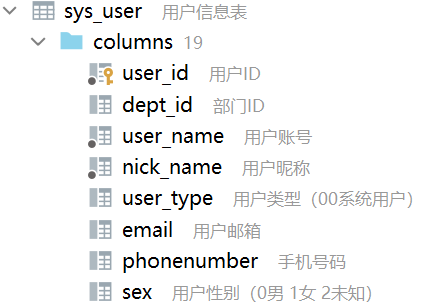 sys_user 用户信息表
columns 19
user_id 用户ID
dept_id 部门ID
user_name 用户账号
nick_name 用户昵称
user_type 用户类型（00系统用户）
email 用户邮箱
phonenumber 手机号码
sex 用户性别（0男 1女 2未知）